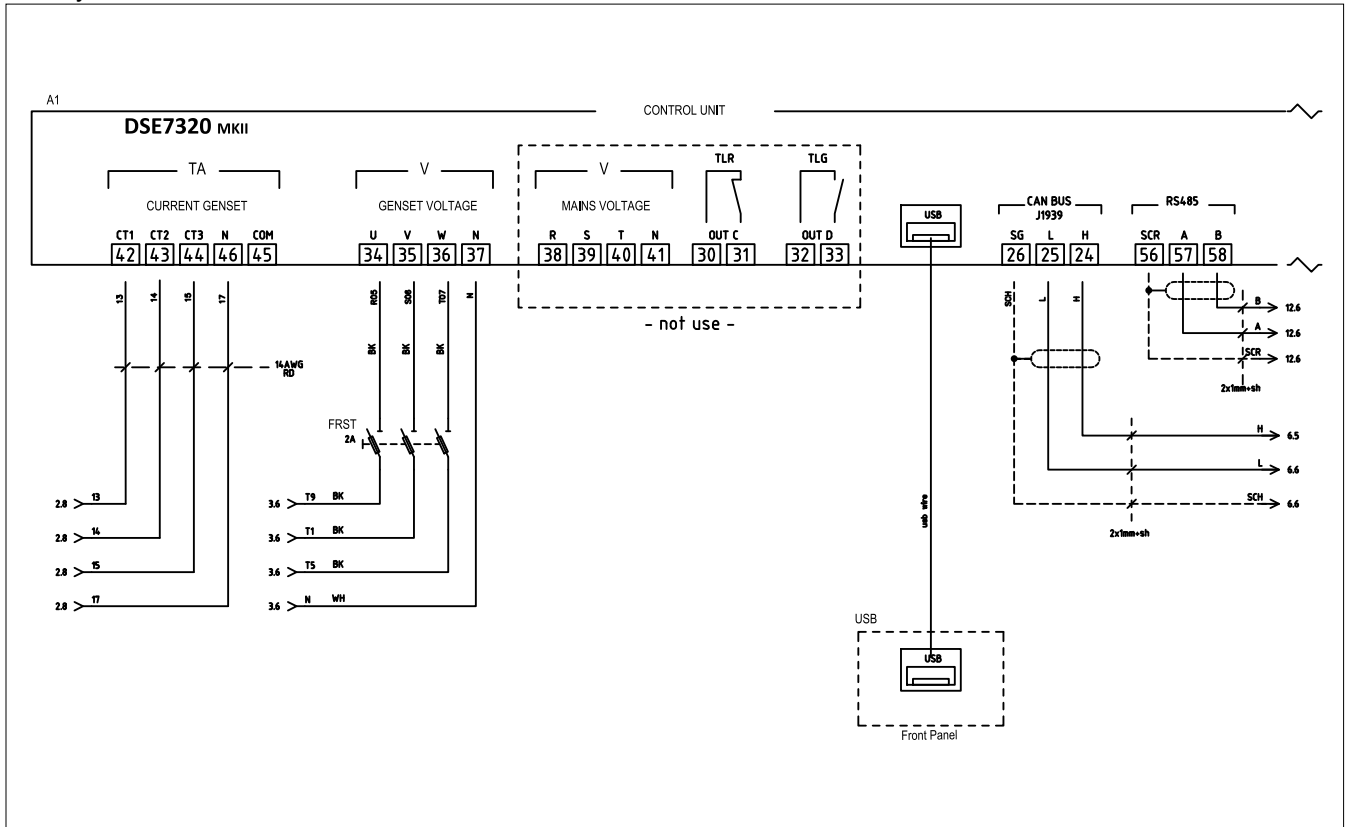 A1
CONTROL UNIT
DSE7320 MKII
TA
V
V
TLR
TLG
CURRENT GENSET
GENSET VOLTAGE
MAINS VOLTAGE
USB
CAN BUS
J1939
RS485
CT1 CT2 CT3 N COM
U V W N
R S T N
OUT C
OUT D
SG L H
SCR A B
42 43 44 46 45
34 35 36 37
38 39 40 41
30 31
32 33
26 25 24
56 57 58
13 14 15 17
R05 S06 T07 N
BK BK BK
- not use -
SCH L H
B 12.6
A 12.6
SCR 12.6
2x1mm+sh
14AWG
RD
FRST
2A
H 6.5
L 6.6
SCH 6.6
2x1mm+sh
2.8 13
2.8 14
2.8 15
2.8 17
3.6 T9 BK
3.6 T1 BK
3.6 T5 BK
3.6 N WH
usb wire
USB
USB
Front Panel